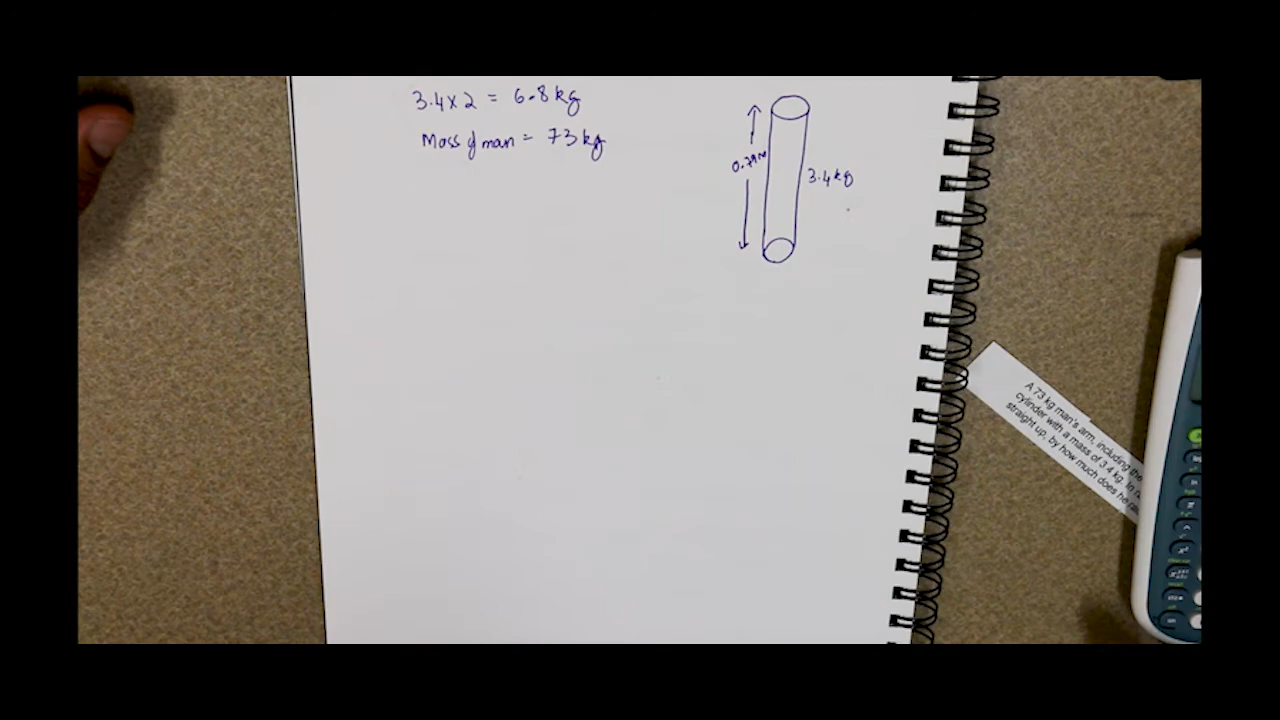 3.4 x 2 = 6.8 kg
Mass of man = 73 kg
3.4 kg
A 73 kg man's arm, including the
cylinder with a mass of 3.4 kg.
straight up, by how much does he